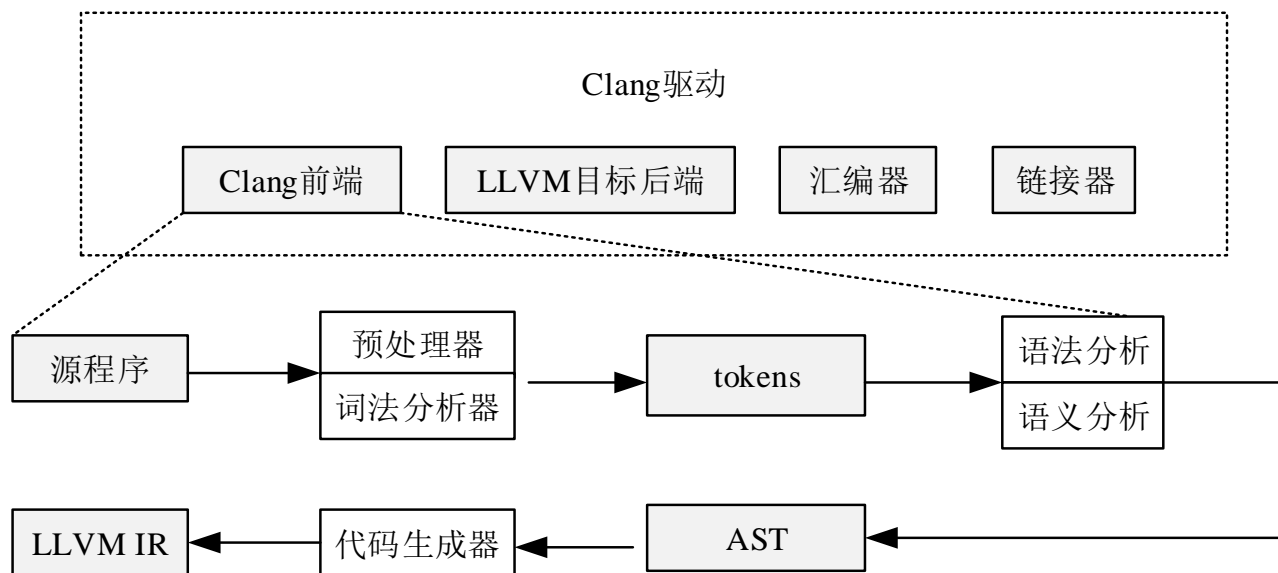 Clang驱动
Clang前端
LLVM目标后端
汇编器
链接器
源程序
预处理器
词法分析器
tokens
语法分析
语义分析
LLVM IR
代码生成器
AST